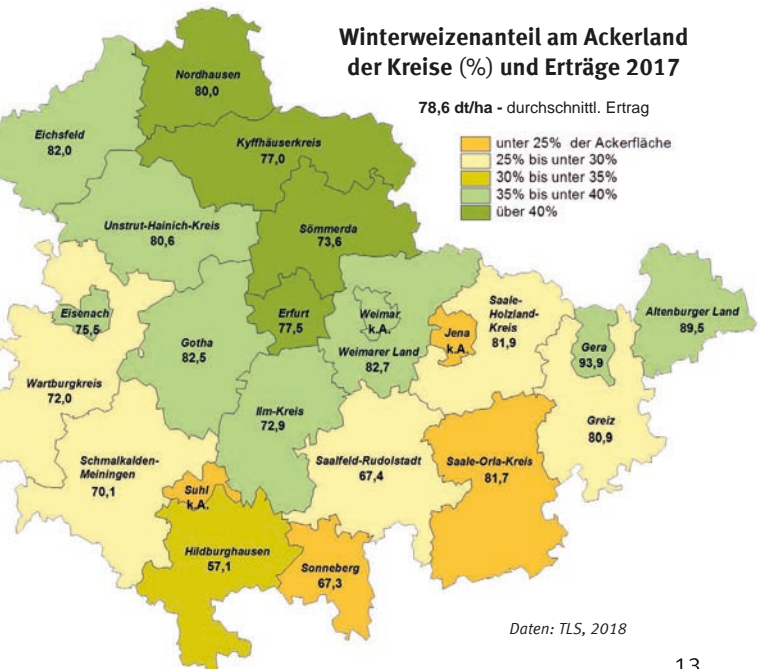 Winterweizenanteil am Ackerland
der Kreise (%) und Erträge 2017
78,6 dt/ha - durchschnittl. Ertrag
unter 25% der Ackerfläche
25% bis unter 30%
30% bis unter 35%
35% bis unter 40%
über 40%
Nordhausen
80,0
Eichsfeld
82,0
Kyffhäuserkreis
77,0
Unstrut-Hainich-Kreis
80,6
Sömmerda
73,6
Eisenach
75,5
Gotha
82,5
Erfurt
77,5
Weimar
k.A.
Weimarer Land
82,7
Jena
k.A.
Saale-
Holzland-
Kreis
81,9
Gera
93,9
Altenburger Land
89,5
Wartburgkreis
72,0
Ilm-Kreis
72,9
Greiz
80,9
Schmalkalden-
Meiningen
70,1
Suhl
k.A.
Saalfeld-Rudolstadt
67,4
Saale-Orla-Kreis
81,7
Hildburghausen
57,1
Sonneberg
67,3
Daten: TLS, 2018
13